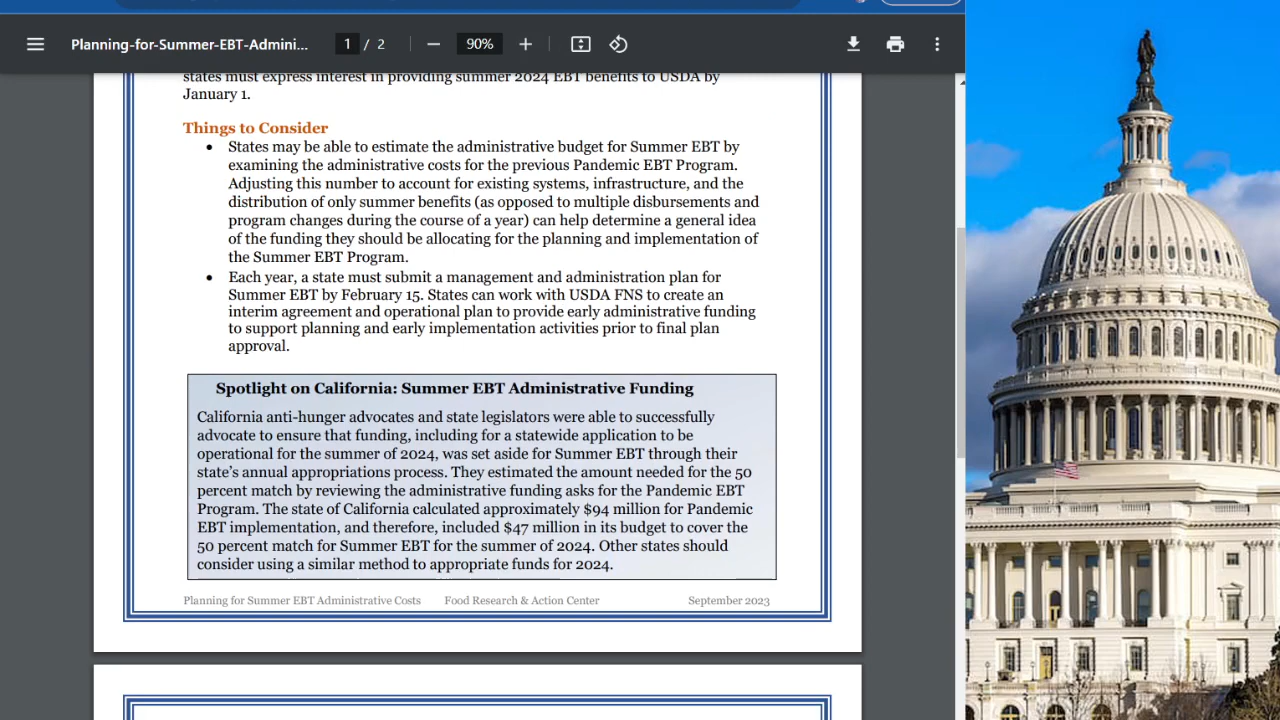 Planning-for-Summer-EBT-Admini...
1 / 2
90%
states must express interest in providing summer 2024 EBT benefits to USDA by
January 1.
Things to Consider
• States may be able to estimate the administrative budget for Summer EBT by
examining the administrative costs for the previous Pandemic EBT Program.
Adjusting this number to account for existing systems, infrastructure, and the
distribution of only summer benefits (as opposed to multiple disbursements and
program changes during the course of a year) can help determine a general idea
of the funding they should be allocating for the planning and implementation of
the Summer EBT Program.
• Each year, a state must submit a management and administration plan for
Summer EBT by February 15. States can work with USDA FNS to create an
interim agreement and operational plan to provide early administrative funding
to support planning and early implementation activities prior to final plan
approval.
Spotlight on California: Summer EBT Administrative Funding
California anti-hunger advocates and state legislators were able to successfully
advocate to ensure that funding, including for a statewide application to be
operational for the summer of 2024, was set aside for Summer EBT through their
state's annual appropriations process. They estimated the amount needed for the 50
percent match by reviewing the administrative funding asks for the Pandemic EBT
Program. The state of California calculated approximately $94 million for Pandemic
EBT implementation, and therefore, included $47 million in its budget to cover the
50 percent match for Summer EBT for the summer of 2024. Other states should
consider using a similar method to appropriate funds for 2024.
Planning for Summer EBT Administrative Costs Food Research & Action Center September 2023